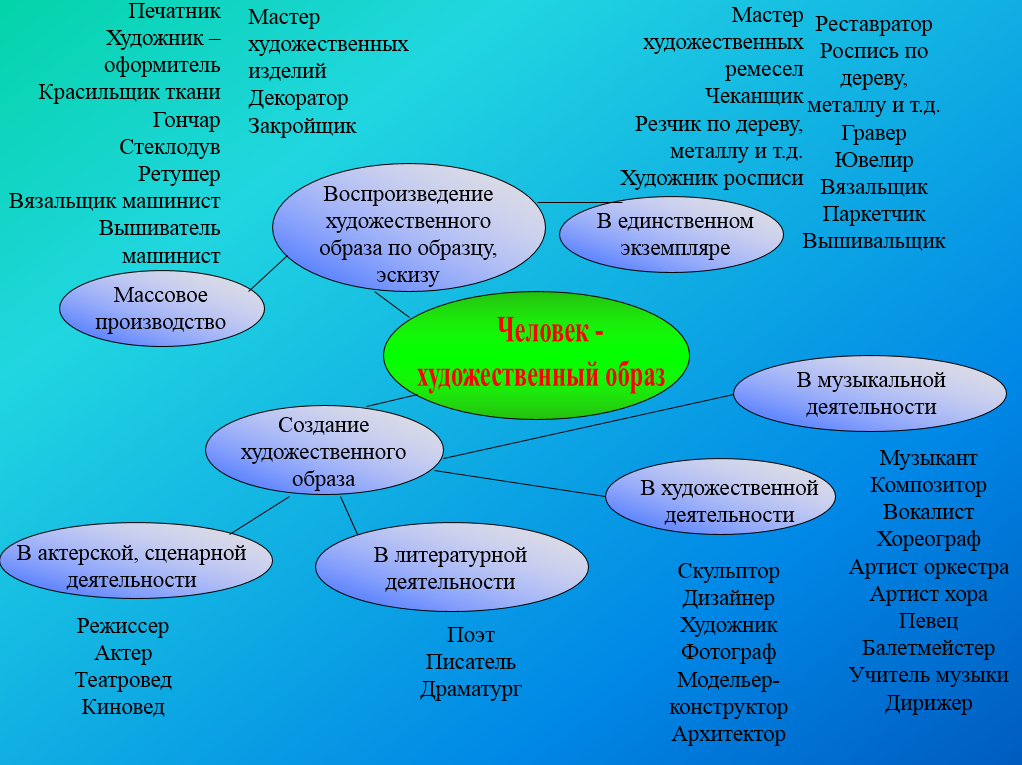 Печатник
Художник –
оформитель
Красильщик ткани
Гончар
Стеклодув
Ретушер
Вязальщик машинист
Вышиватель
машинист
Мастер
художественных
изделий
Декоратор
Закройщик
Мастер
художественных
ремесел
Чеканщик
Резчик по дереву,
металлу и т.д.
Художник росписи
Реставратор
Роспись по
дереву,
металлу и т.д.
Гравер
Ювелир
Вязальщик
Паркетчик
Вышивальщик
Воспроизведение
художественного
образа по образцу,
эскизу
В единственном
экземпляре
Массовое
производство
Человек -
художественный образ
В музыкальной
деятельности
Создание
художественного
образа
В художественной
деятельности
В актерской, сценарной
деятельности
В литературной
деятельности
Музыкант
Композитор
Вокалист
Хореограф
Артист оркестра
Артист хора
Певец
Балетмейстер
Учитель музыки
Дирижер
Скульптор
Дизайнер
Художник
Фотограф
Модельер-
конструктор
Архитектор
Режиссер
Актер
Театровед
Киновед
Поэт
Писатель
Драматург